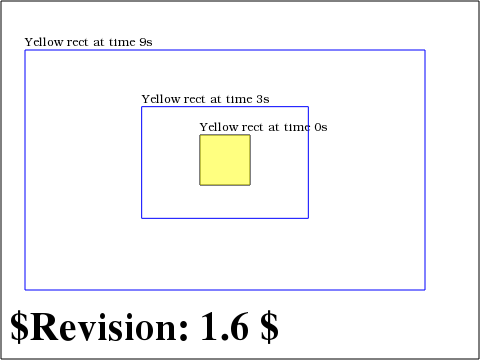 Yellow rect at time 9s
Yellow rect at time 3s
Yellow rect at time 0s
$Revision: 1.6 $